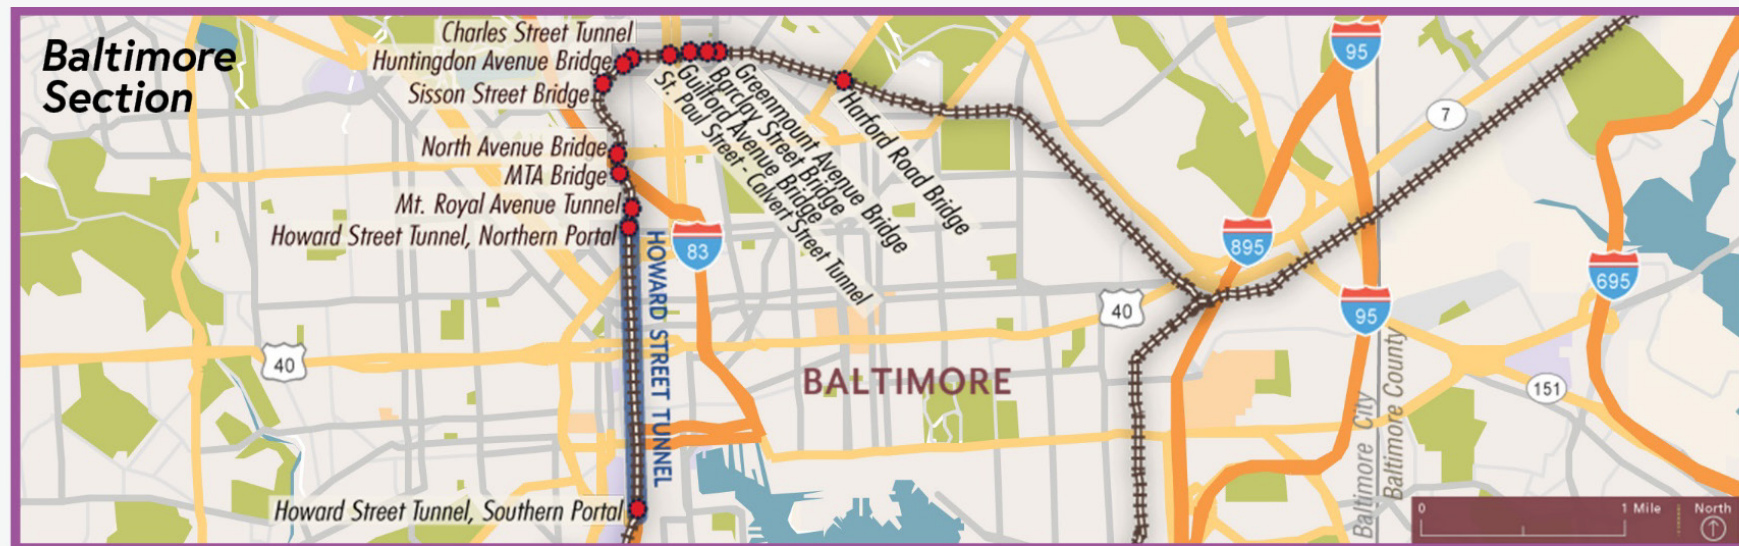 Baltimore
Section
Charles Street Tunnel
Huntingdon Avenue Bridge
Sisson Street Bridge
North Avenue Bridge
MTA Bridge
Mt. Royal Avenue Tunnel
Howard Street Tunnel, Northern Portal
Howard Street Tunnel, Southern Portal
HOWARD STREET TUNNEL
St. Paul Street - Calvert Street Tunnel
Guilford Avenue Bridge
Barclay Street Bridge
Greenmount Avenue Bridge
Harford Road Bridge
40
83
BALTIMORE
40
895
95
95
7
695
151
Baltimore City
Baltimore County
0
1 Mile
North